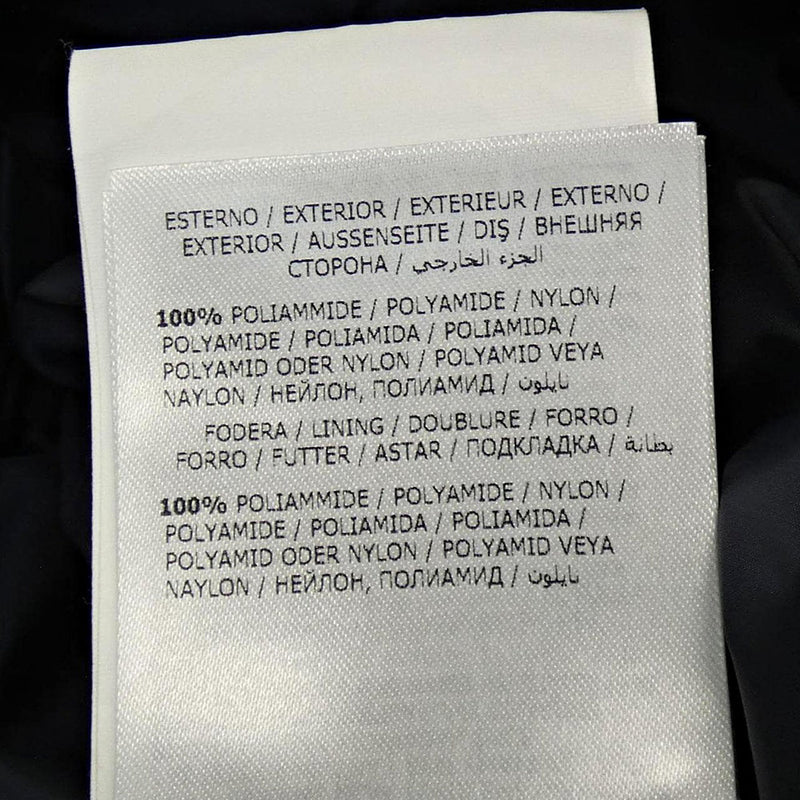 ESTERNO / EXTERIOR / EXTERIEUR / EXTERNO /
EXTERIOR / AUSSENSEITE / DIŞ / ВНЕШНЯЯ
СТОРОНА / الجزء الخارجي
100% POLIAMMIDE / POLYAMIDE / NYLON /
POLYAMIDE / POLIAMIDA / POLIAMIDA /
POLYAMID ODER NYLON / POLYAMID VEYA
NAYLON / НЕЙЛОН, ПОЛИАМИД / نايلون
FODERA / LINING / DOUBLURE / FORRO /
FORRO / FUTTER / ASTAR / ПОДКЛАДКА / بطانة
100% POLIAMMIDE / POLYAMIDE / NYLON /
POLYAMIDE / POLIAMIDA / POLIAMIDA /
POLYAMID ODER NYLON / POLYAMID VEYA
NAYLON / НЕЙЛОН, ПОЛИАМИД / نايلون